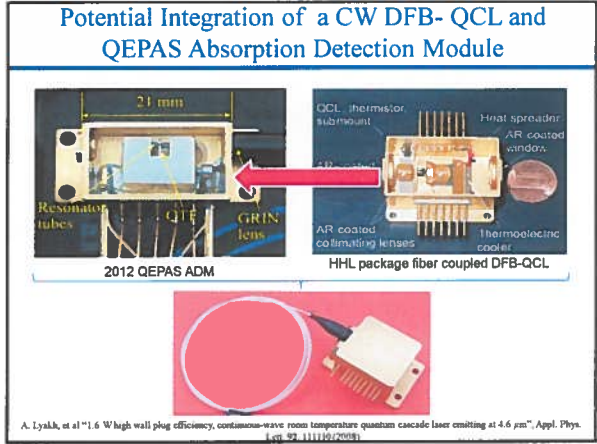 Potential Integration of a CW DFB- QCL and
QEPAS Absorption Detection Module
21 mm
Resonator
tubes
QTF
GRIN
lens
QCL, thermistor,
submount
Heat spreader
AR coated
window
AR coated
collimating lenses
Thermoelectric
cooler
2012 QEPAS ADM
HHL package fiber coupled DFB-QCL
A. Lyakh, et al "1.6 W high wall plug efficiency, continuous-wave room temperature quantum cascade laser emitting at 4.6 μm", Appl. Phys.
Lett. 92, 111110 (2008)